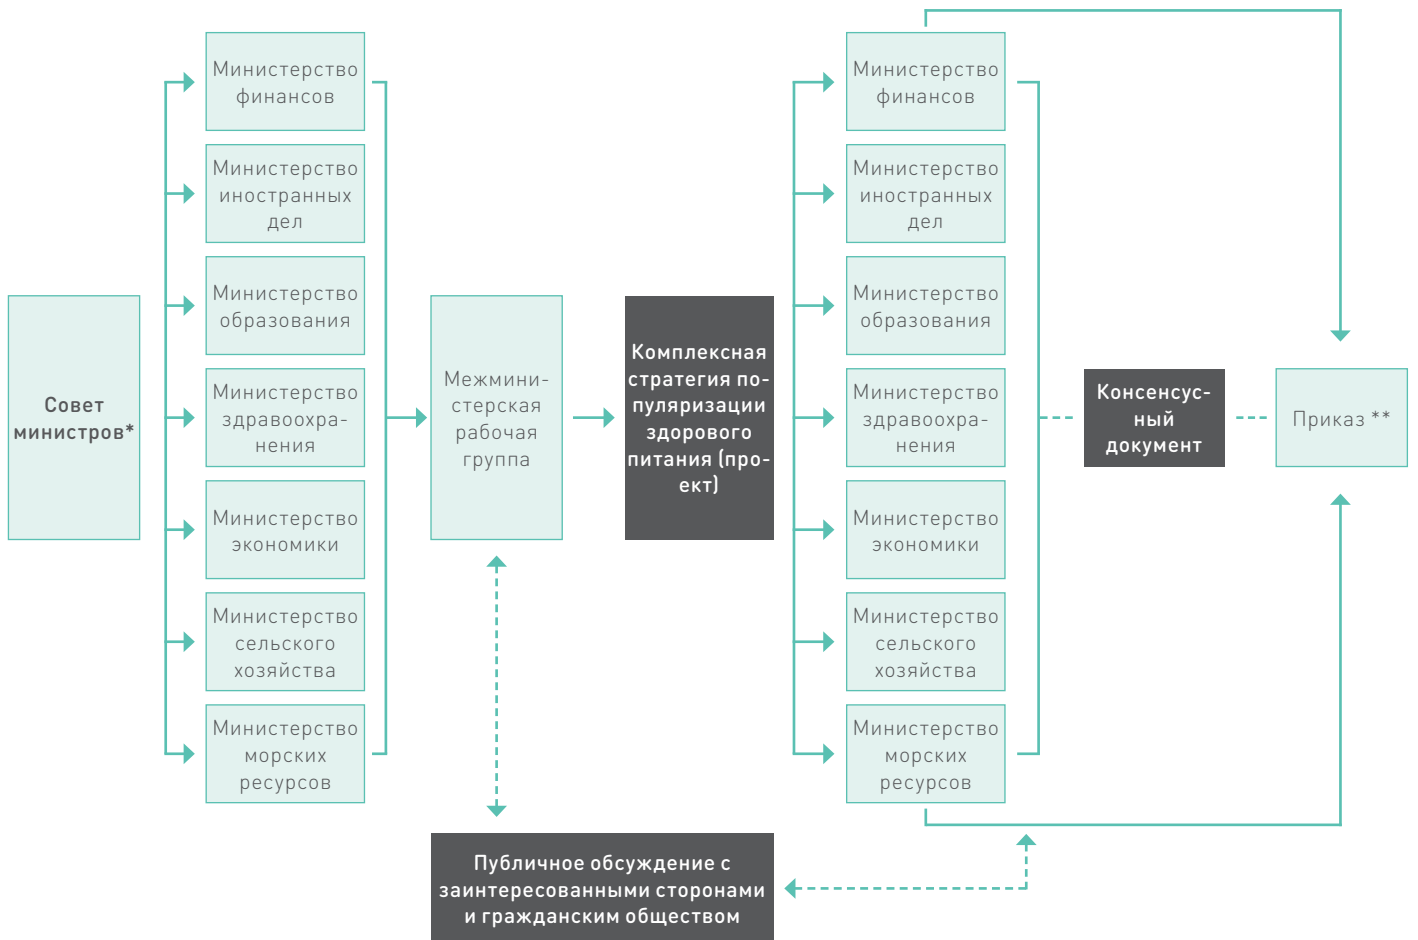 Совет
министров*
Министерство
финансов
Министерство
иностранных
дел
Министерство
образования
Министерство
здравоохра-
нения
Министерство
экономики
Министерство
сельского
хозяйства
Министерство
морских
ресурсов
Межмини-
стерская
рабочая
группа
Комплексная
стратегия по-
пуляризации
здорового
питания (про-
ект)
Министерство
финансов
Министерство
иностранных
дел
Министерство
образования
Министерство
здравоохра-
нения
Министерство
экономики
Министерство
сельского
хозяйства
Министерство
морских
ресурсов
Консенсус-
ный
документ
Приказ **
Публичное обсуждение с
заинтересованными сторонами
и гражданским обществом